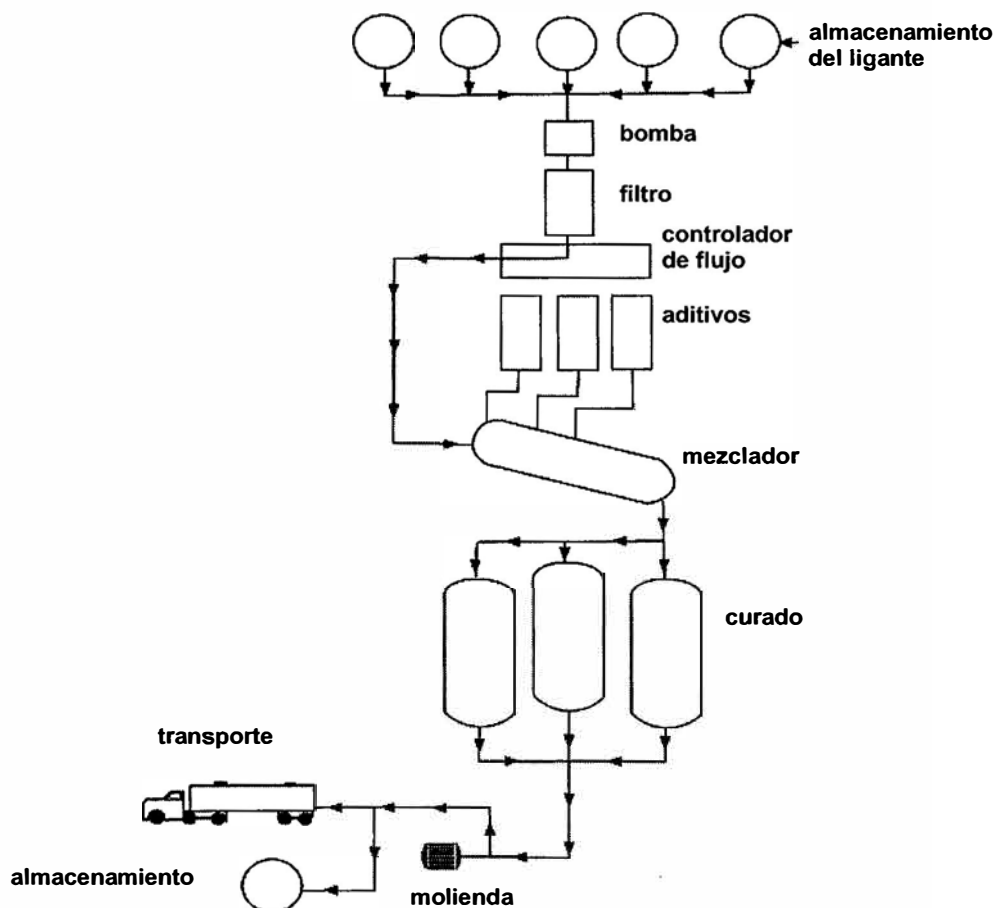 almacenamiento
del ligante
bomba
filtro
controlador
de flujo
aditivos
mezclador
curado
transporte
almacenamiento
molienda